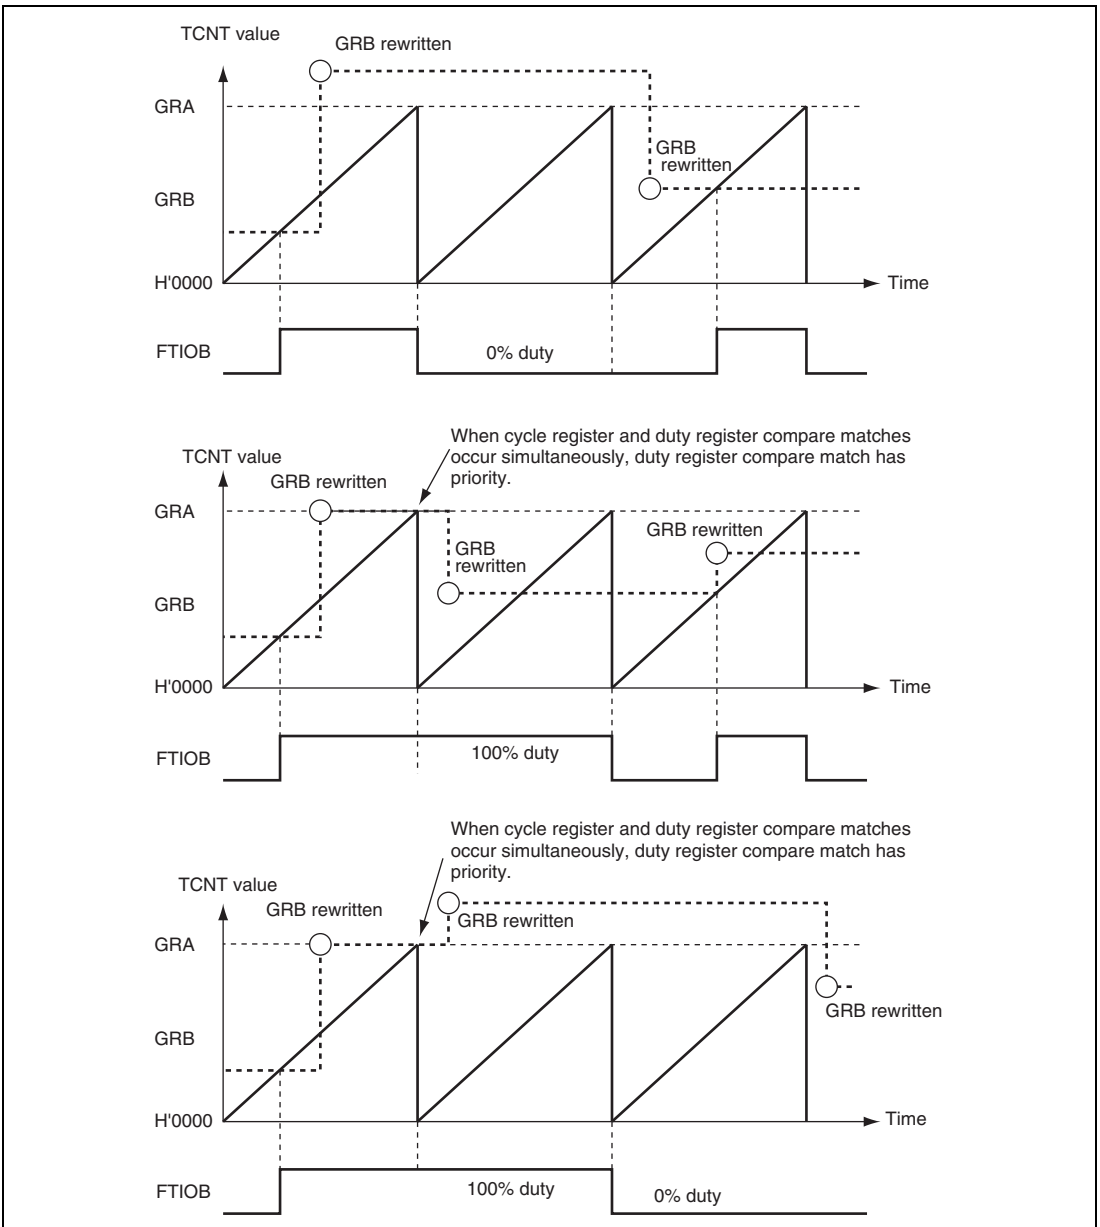 TCNT value
GRB rewritten
GRA
GRB
rewritten
GRB
H'0000
Time
FTIOB
0% duty
When cycle register and duty register compare matches
occur simultaneously, duty register compare match has
priority.
TCNT value
GRB rewritten
GRA
GRB rewritten
GRB
rewritten
GRB
H'0000
Time
FTIOB
100% duty
When cycle register and duty register compare matches
occur simultaneously, duty register compare match has
priority.
TCNT value
GRB rewritten
GRB rewritten
GRA
GRB rewritten
GRB
H'0000
Time
FTIOB
100% duty
0% duty